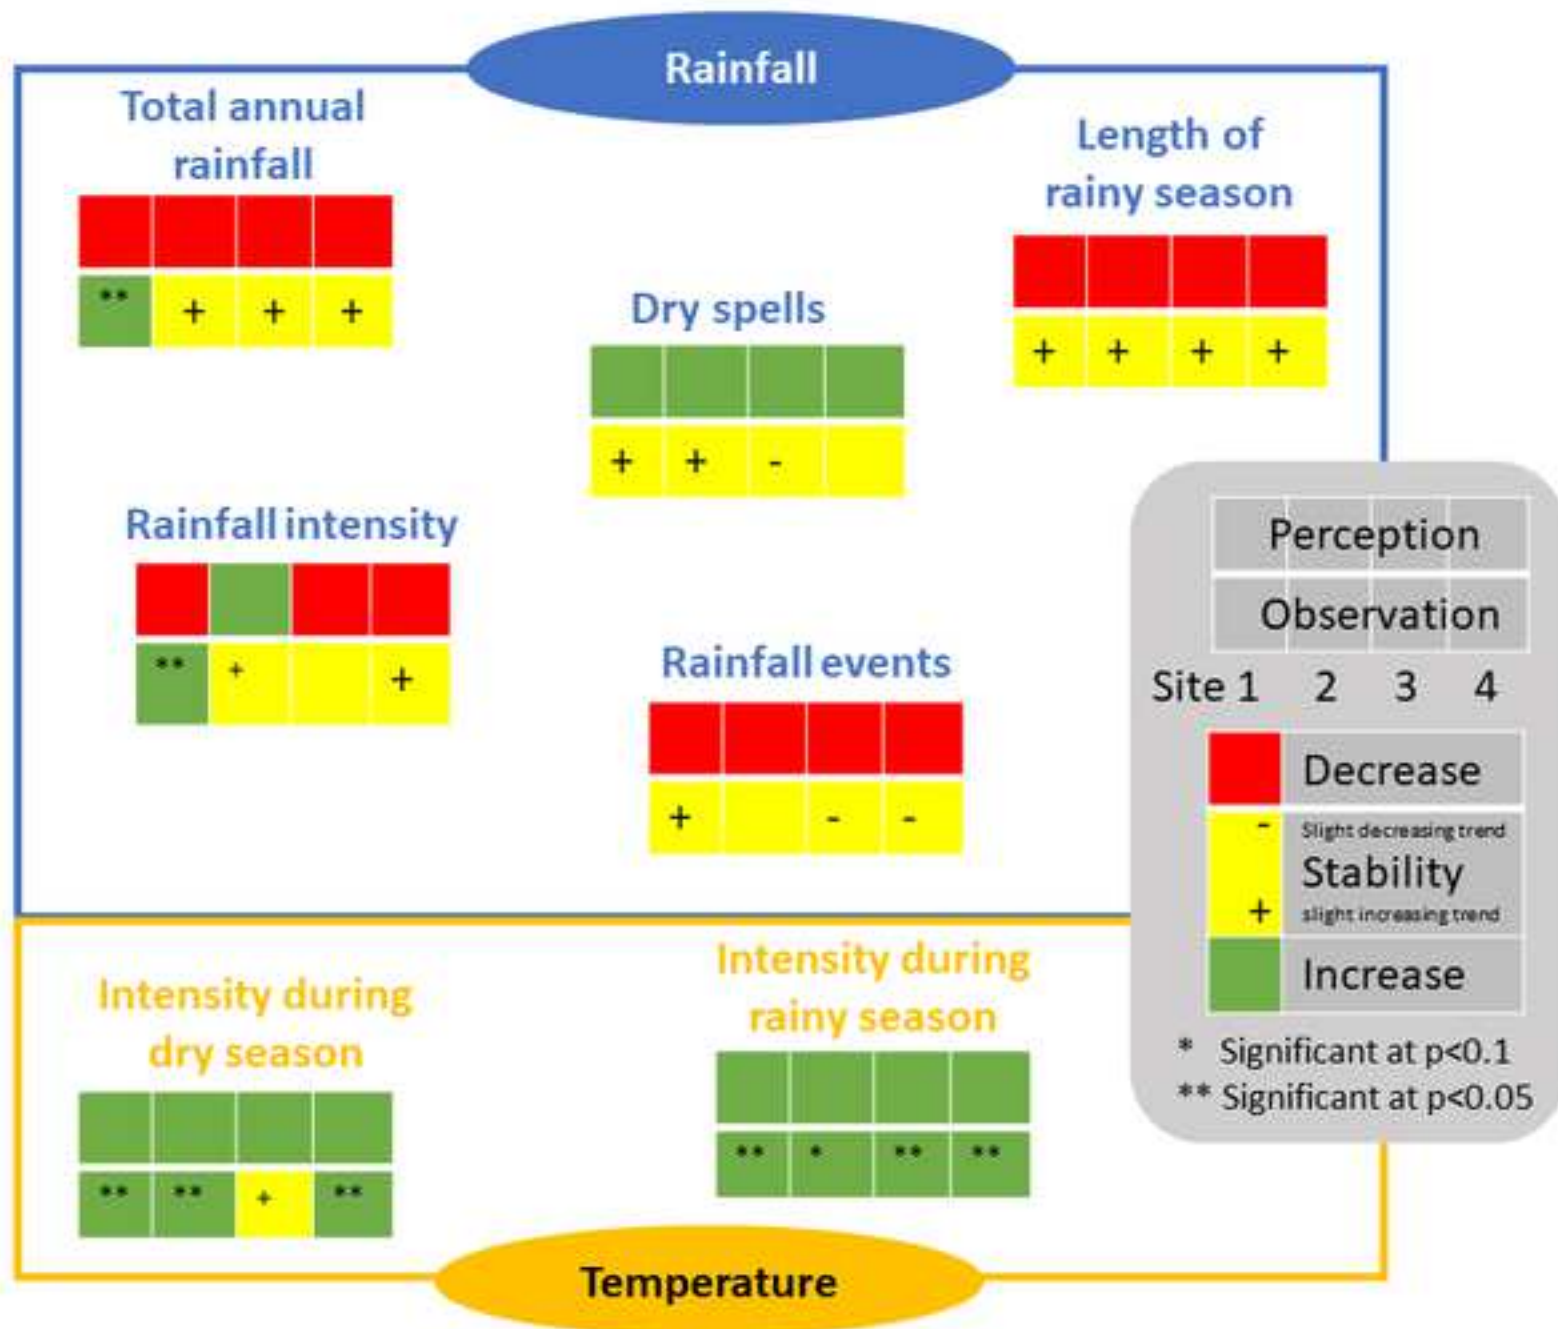 Rainfall
Total annual
rainfall
** + + +
Length of
rainy season
+ + + +
Dry spells
+ + -
Rainfall intensity
** + +
Rainfall events
+ - -
Perception
Observation
Site 1 2 3 4
Decrease
- Slight decreasing trend
Stability
+ slight increasing trend
Increase
* Significant at p<0.1
** Significant at p<0.05
Intensity during
dry season
** ** + **
Intensity during
rainy season
** * ** **
Temperature